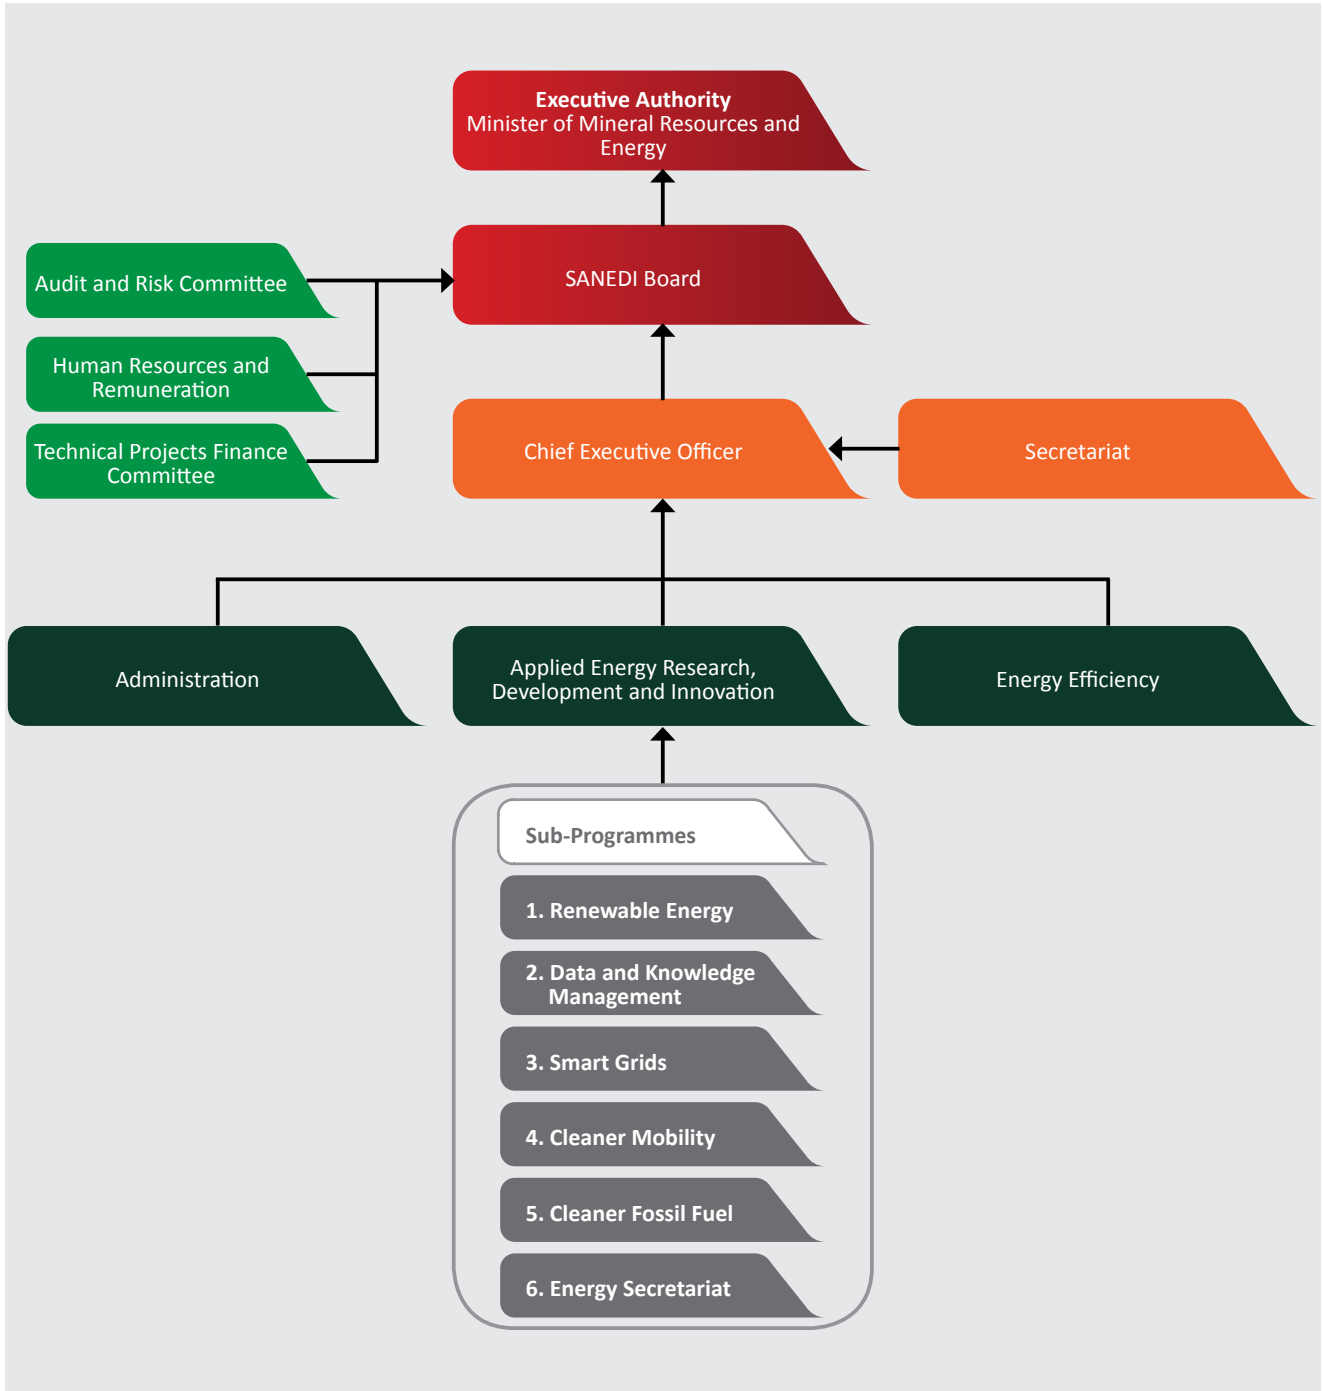 Executive Authority
Minister of Mineral Resources and
Energy
SANEDI Board
Audit and Risk Committee
Human Resources and
Remuneration
Technical Projects Finance
Committee
Chief Executive Officer
Secretariat
Administration
Applied Energy Research,
Development and Innovation
Energy Efficiency
Sub-Programmes
1. Renewable Energy
2. Data and Knowledge
Management
3. Smart Grids
4. Cleaner Mobility
5. Cleaner Fossil Fuel
6. Energy Secretariat